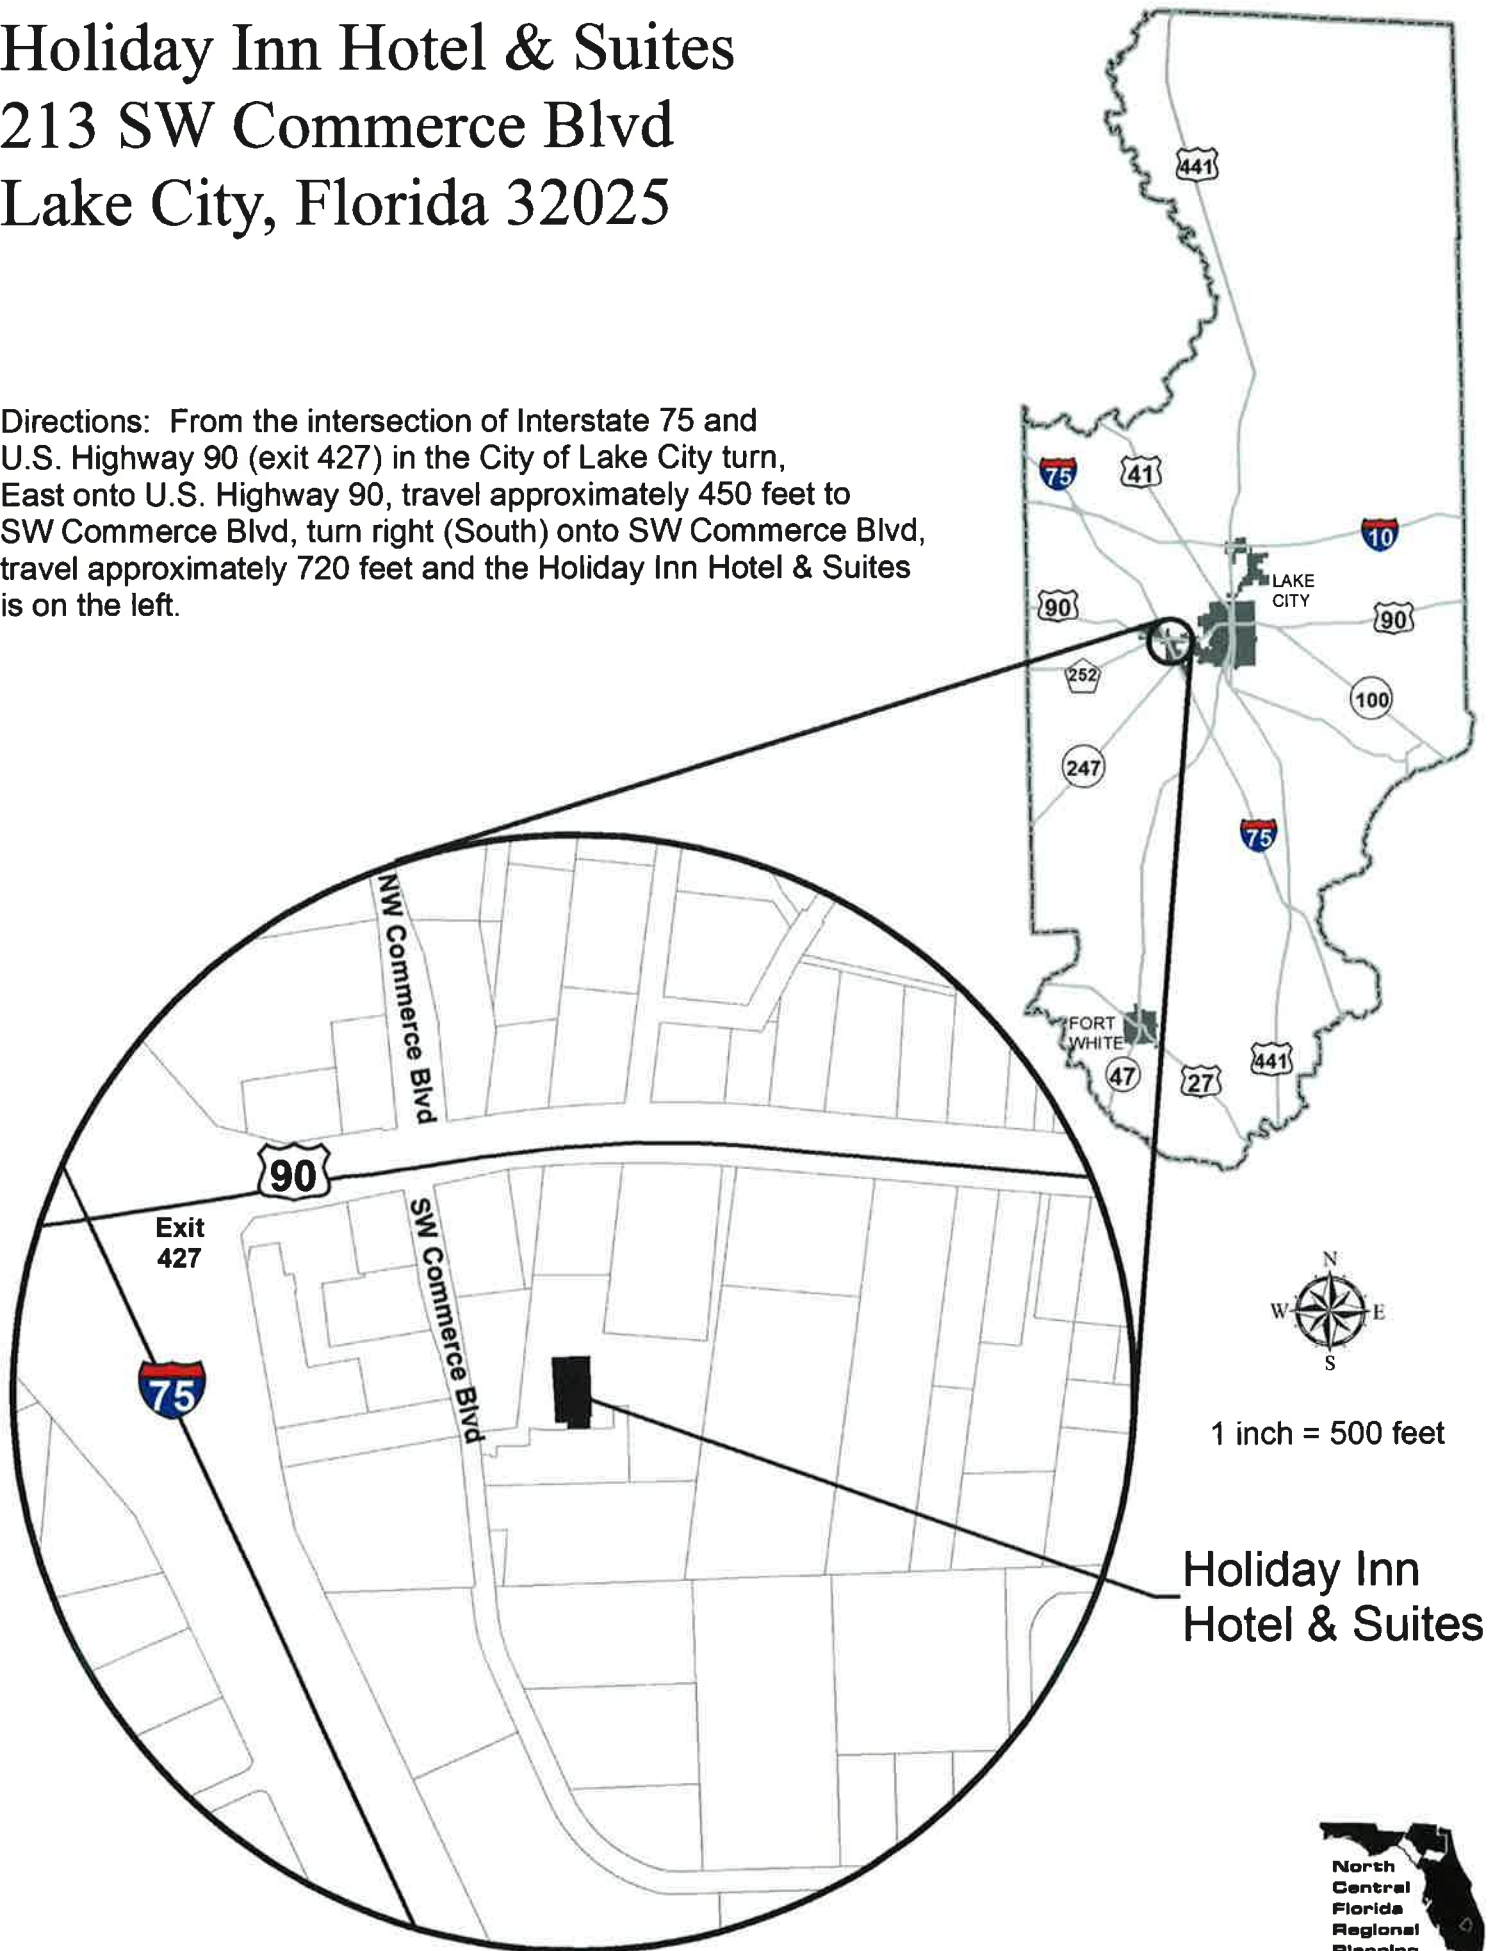 Holiday Inn Hotel & Suites
213 SW Commerce Blvd
Lake City, Florida 32025
Directions: From the intersection of Interstate 75 and
U.S. Highway 90 (exit 427) in the City of Lake City turn,
East onto U.S. Highway 90, travel approximately 450 feet to
SW Commerce Blvd, turn right (South) onto SW Commerce Blvd,
travel approximately 720 feet and the Holiday Inn Hotel & Suites
is on the left.
441
75
41
10
LAKE
CITY
90
90
252
100
247
75
FORT
WHITE
47
27
441
NW Commerce Blvd
90
Exit
427
SW Commerce Blvd
75
N
W
E
S
1 inch = 500 feet
Holiday Inn
Hotel & Suites
North
Central
Florida
Regional
Planning